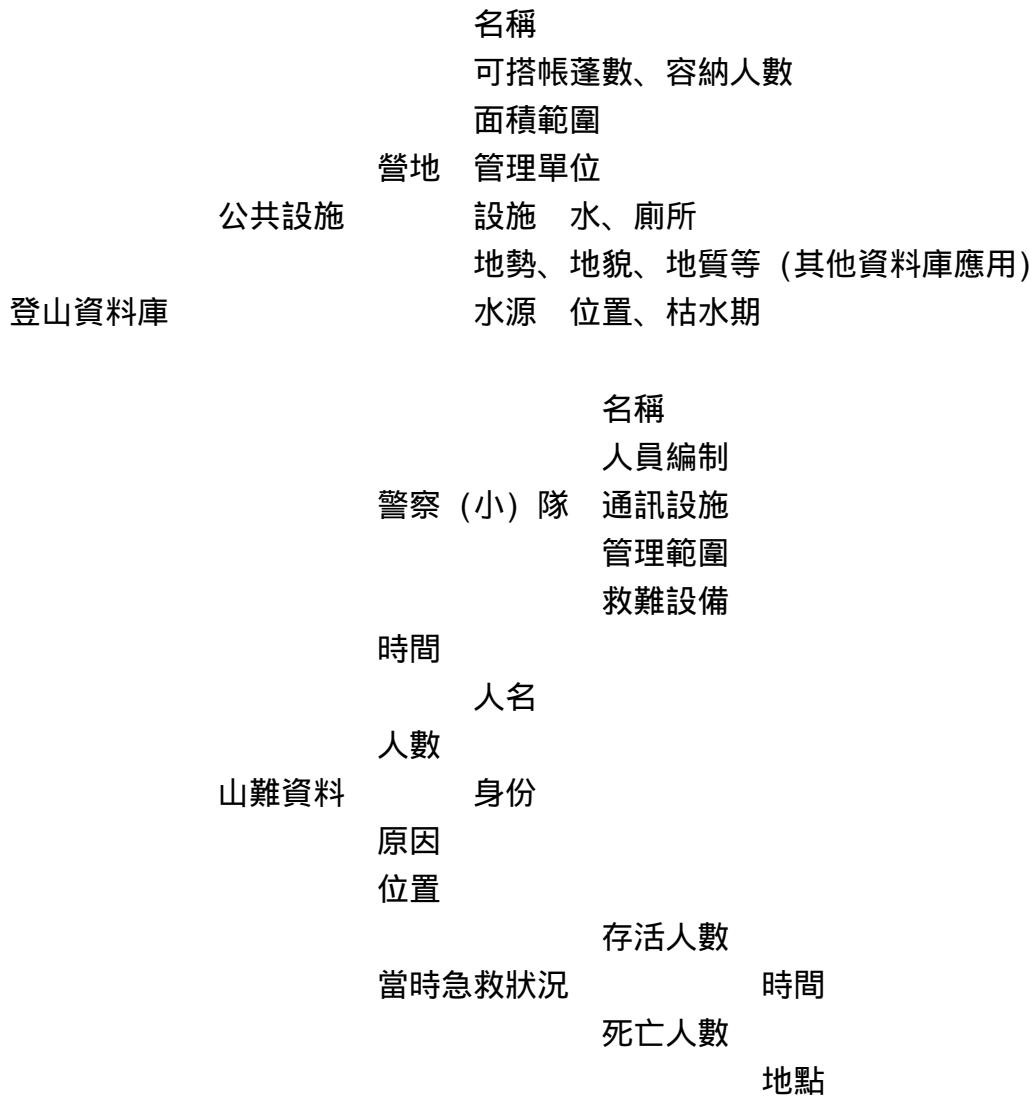 名稱
可搭帳蓬數、容納人數
面積範圍
營地 管理單位
公共設施 設施 水、廁所
地勢、地貌、地質等 (其他資料庫應用)
登山資料庫 水源 位置、枯水期
名稱
人員編制
警察 (小) 隊 通訊設施
管理範圍
救難設備
時間
人名
人數
山難資料 身份
原因
位置
存活人數
當時急救狀況 時間
死亡人數
地點